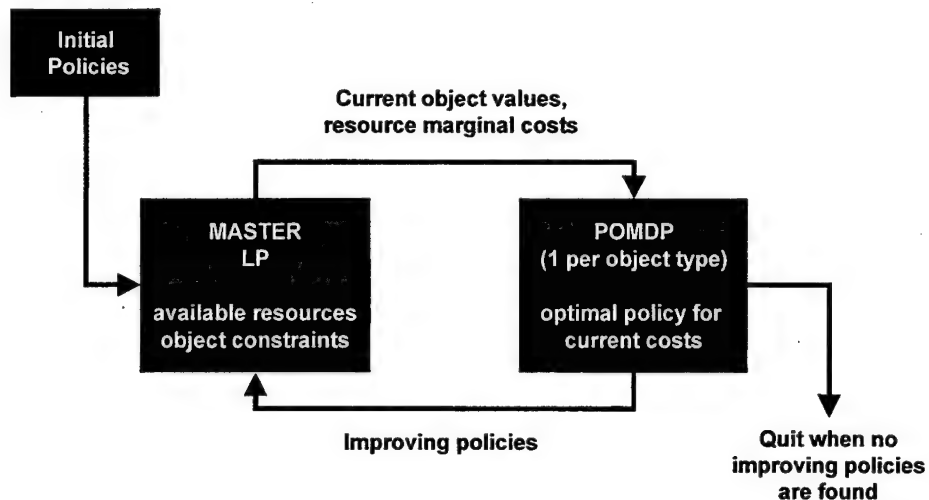 Initial
Policies
Current object values,
resource marginal costs
MASTER
LP
available resources
object constraints
POMDP
(1 per object type)
optimal policy for
current costs
Improving policies
Quit when no
improving policies
are found